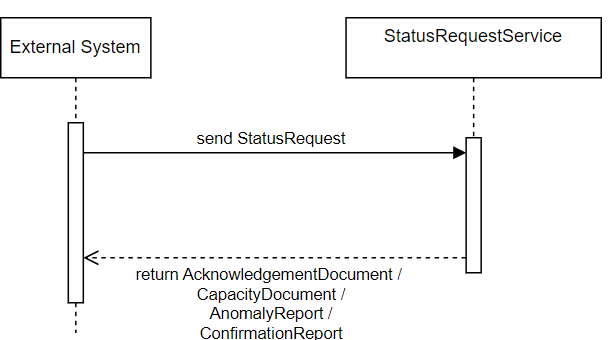 External System
StatusRequestService
send StatusRequest
return AcknowledgementDocument /
CapacityDocument /
AnomalyReport /
ConfirmationReport